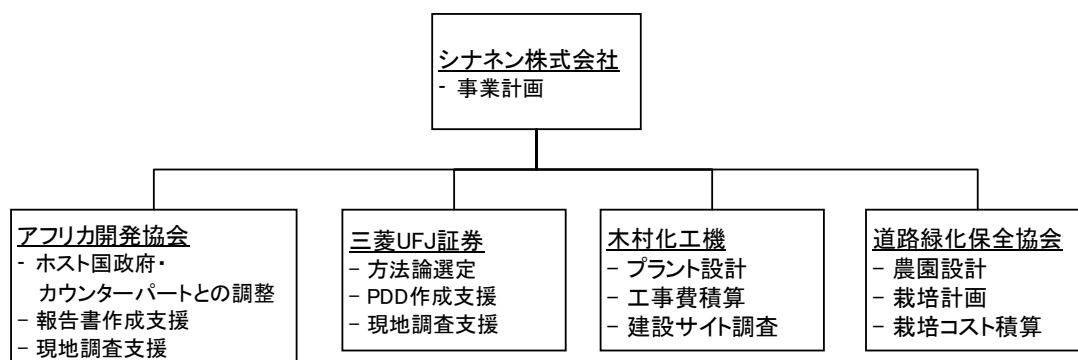 シナネン株式会社
- 事業計画
アフリカ開発協会
- ホスト国政府・
カウンターパートとの調整
– 報告書作成支援
– 現地調査支援
三菱UFJ証券
– 方法論選定
– PDD作成支援
– 現地調査支援
木村化工機
– プラント設計
– 工事費積算
– 建設サイト調査
道路緑化保全協会
– 農園設計
– 栽培計画
– 栽培コスト積算